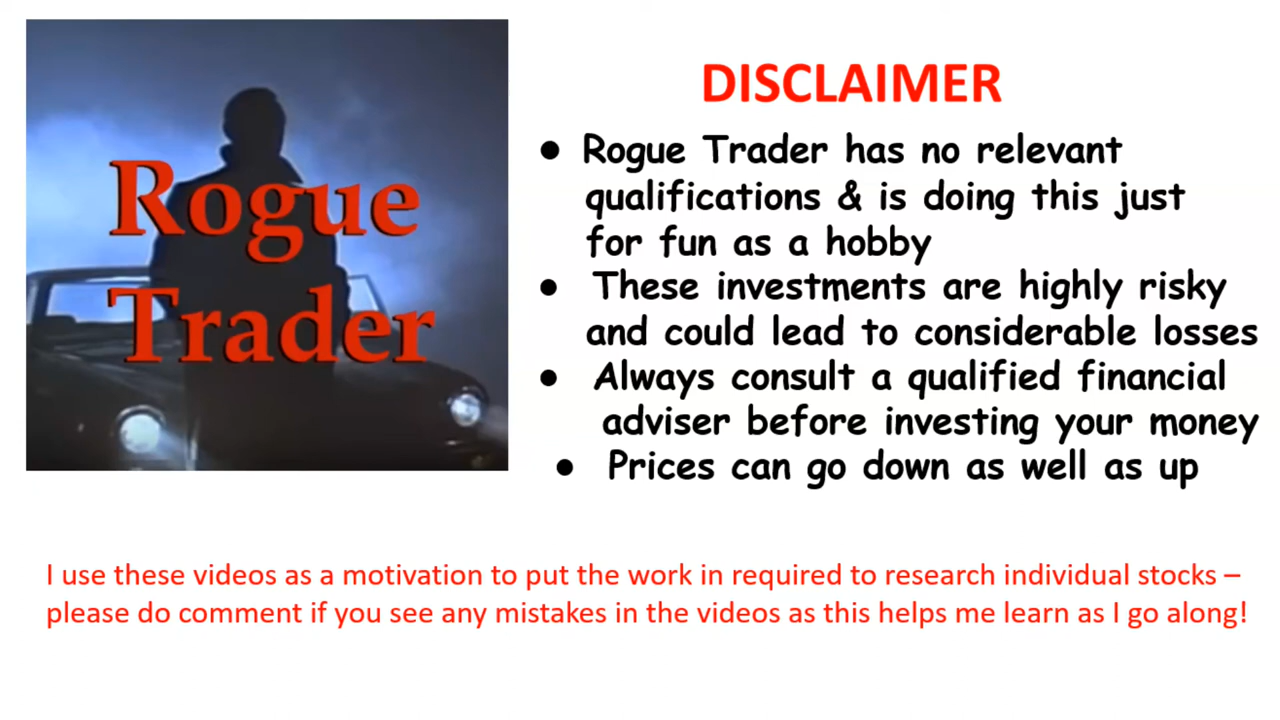 Rogue
Trader
DISCLAIMER
● Rogue Trader has no relevant
qualifications & is doing this just
for fun as a hobby
● These investments are highly risky
and could lead to considerable losses
● Always consult a qualified financial
adviser before investing your money
● Prices can go down as well as up
I use these videos as a motivation to put the work in required to research individual stocks –
please do comment if you see any mistakes in the videos as this helps me learn as I go along!